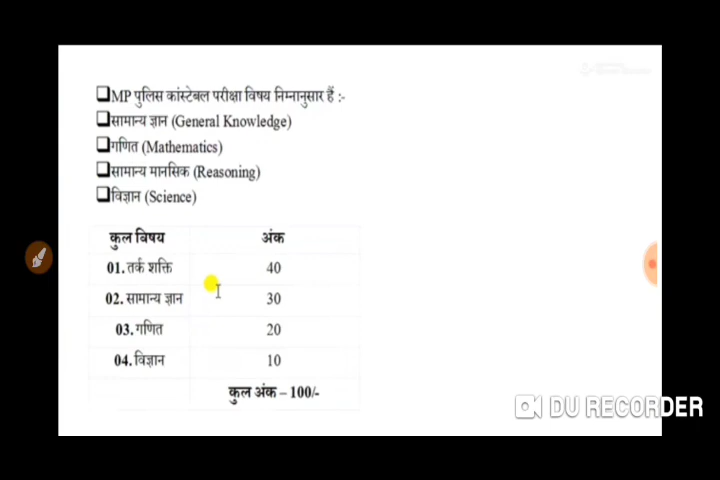 ❑MP पुलिस कांस्टेबल परीक्षा विषय निम्नानुसार हैं :-
❑सामान्य ज्ञान (General Knowledge)
❑गणित (Mathematics)
❑सामान्य मानसिक (Reasoning)
❑विज्ञान (Science)
कुल विषय अंक
01. तर्क शक्ति 40
02. सामान्य ज्ञान 30
03. गणित 20
04. विज्ञान 10
कुल अंक – 100/-
DU RECORDER